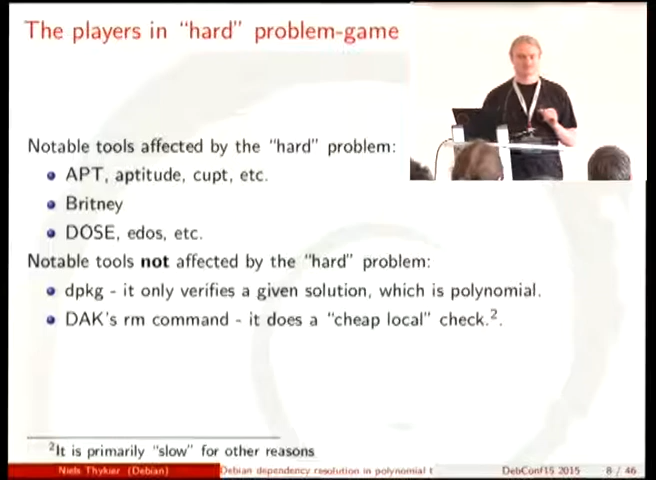 The players in “hard” problem-game
Notable tools affected by the “hard” problem:
APT, aptitude, cupt, etc.
Britney
DOSE, edos, etc.
Notable tools not affected by the “hard” problem:
dpkg - it only verifies a given solution, which is polynomial.
DAK's rm command - it does a “cheap local” check.2.
2It is primarily “slow” for other reasons
Niels Thykier (Debian)
Debian dependency resolution in polynomial t
DebConf15 2015
8 / 46